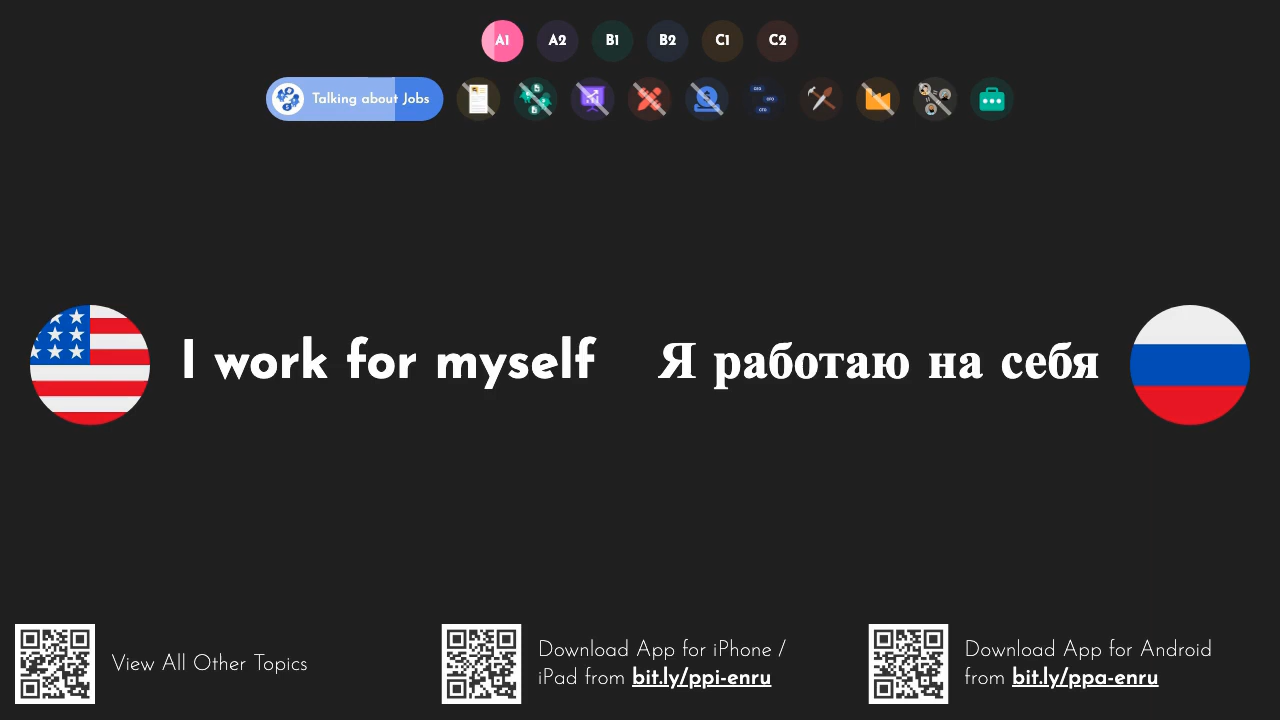 A1 A2 B1 B2 C1 C2
Talking about Jobs
I work for myself
Я работаю на себя
View All Other Topics
Download App for iPhone /
iPad from bit.ly/ppi-enru
Download App for Android
from bit.ly/ppa-enru